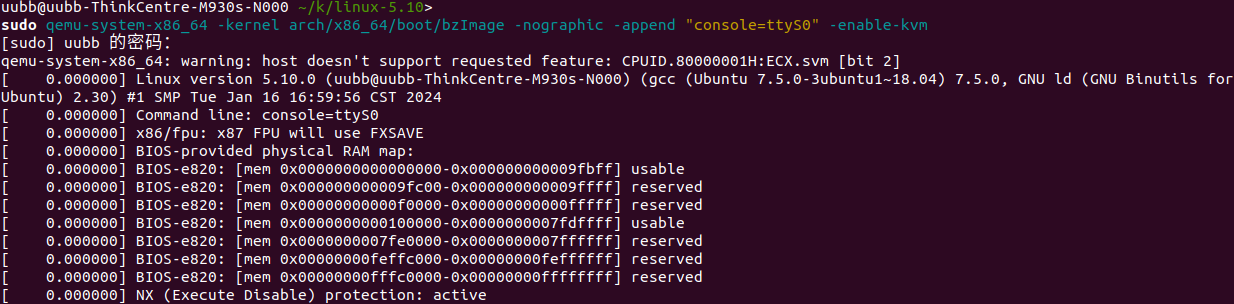 uubb@uubb-ThinkCentre-M930s-N000 ~/k/linux-5.10>
sudo qemu-system-x86_64 -kernel arch/x86_64/boot/bzImage -nographic -append "console=ttyS0" -enable-kvm
[sudo] uubb 的密码：
qemu-system-x86_64: warning: host doesn't support requested feature: CPUID.80000001H:ECX.svm [bit 2]
[    0.000000] Linux version 5.10.0 (uubb@uubb-ThinkCentre-M930s-N000) (gcc (Ubuntu 7.5.0-3ubuntu1~18.04) 7.5.0, GNU ld (GNU Binutils for
Ubuntu) 2.30) #1 SMP Tue Jan 16 16:59:56 CST 2024
[    0.000000] Command line: console=ttyS0
[    0.000000] x86/fpu: x87 FPU will use FXSAVE
[    0.000000] BIOS-provided physical RAM map:
[    0.000000] BIOS-e820: [mem 0x0000000000000000-0x000000000009fbff] usable
[    0.000000] BIOS-e820: [mem 0x000000000009fc00-0x000000000009ffff] reserved
[    0.000000] BIOS-e820: [mem 0x00000000000f0000-0x00000000000fffff] reserved
[    0.000000] BIOS-e820: [mem 0x0000000000100000-0x0000000007fdffff] usable
[    0.000000] BIOS-e820: [mem 0x0000000007fe0000-0x0000000007ffffff] reserved
[    0.000000] BIOS-e820: [mem 0x00000000feffc000-0x00000000feffffff] reserved
[    0.000000] BIOS-e820: [mem 0x00000000fffc0000-0x00000000ffffffff] reserved
[    0.000000] NX (Execute Disable) protection: active